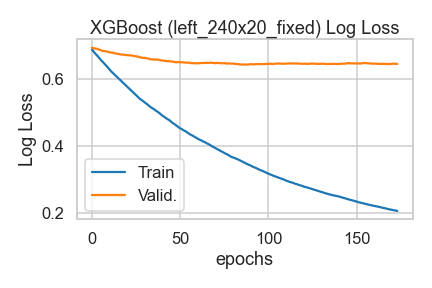 XGBoost (left_240x20_fixed) Log Loss
Log Loss
0.6
0.4
0.2
Train
Valid.
0 50 100 150
epochs